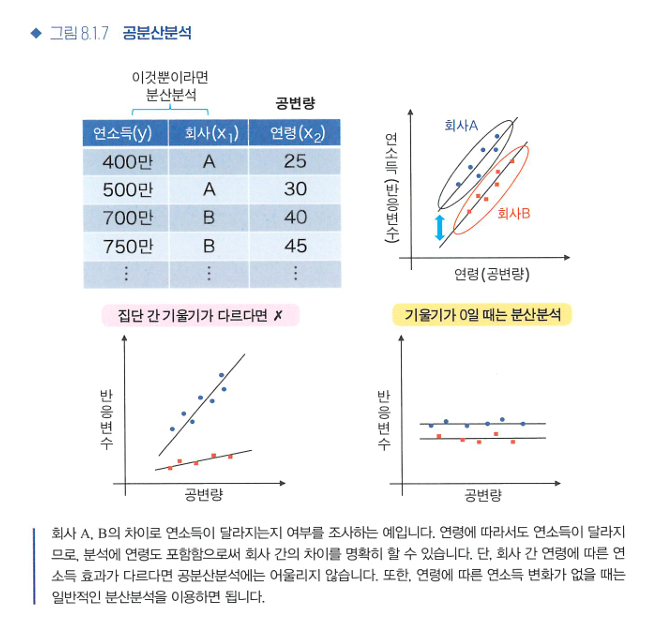 ◆ 그림 8.1.7 공분산분석
이것뿐이라면
분산분석
공변량
연소득(y) 회사(x₁) 연령(x₂)
400만 A 25
500만 A 30
700만 B 40
750만 B 45
⋮ ⋮ ⋮
연소득(반응변수)
회사A
회사B
연령(공변량)
집단 간 기울기가 다르다면 ✗
반응변수
공변량
기울기가 0일 때는 분산분석
반응변수
공변량
회사 A, B의 차이로 연소득이 달라지는지 여부를 조사하는 예입니다. 연령에 따라서도 연소득이 달라지
므로, 분석에 연령도 포함함으로써 회사 간의 차이를 명확히 할 수 있습니다. 단, 회사 간 연령에 따른 연
소득 효과가 다르다면 공분산분석에는 어울리지 않습니다. 또한, 연령에 따른 연소득 변화가 없을 때는
일반적인 분산분석을 이용하면 됩니다.